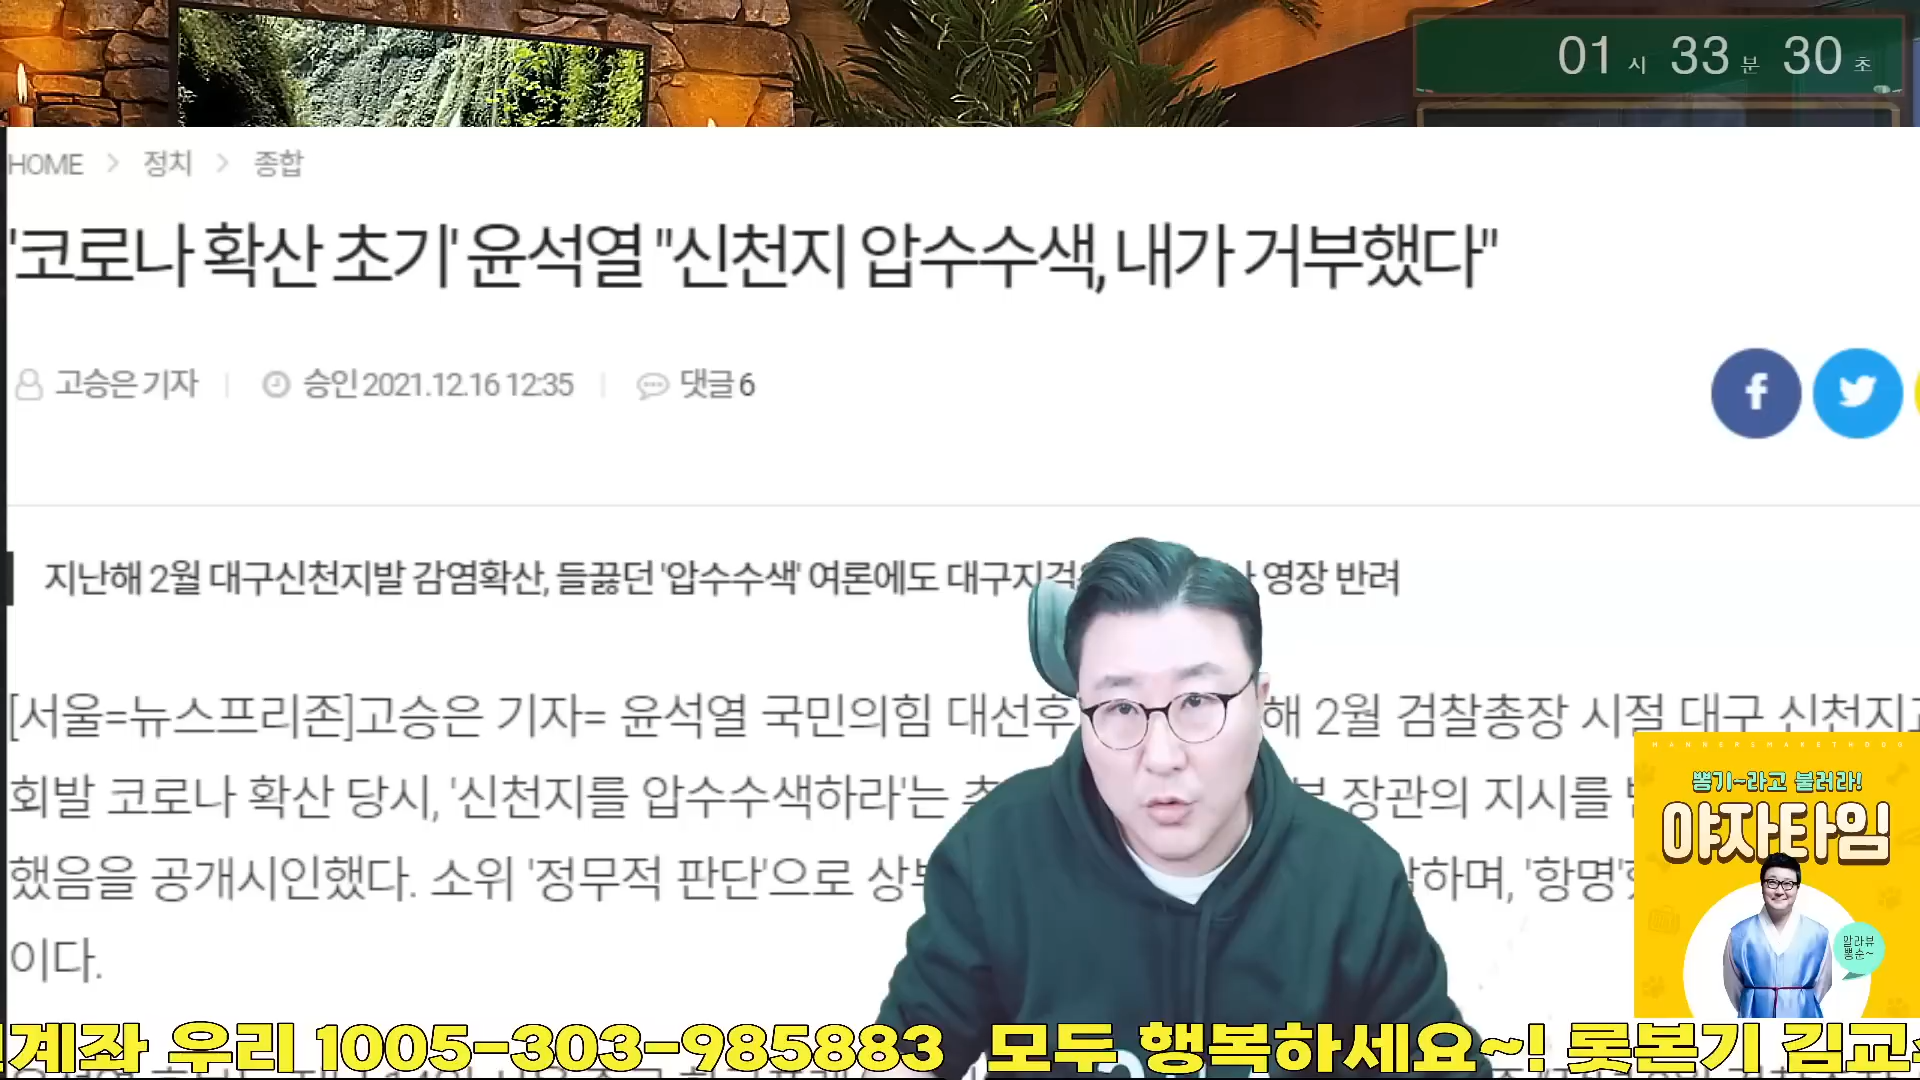 01 시 33 분 30 초
HOME > 정치 > 종합
'코로나 확산 초기' 윤석열 "신천지 압수수색, 내가 거부했다"
고승은 기자 | 승인 2021.12.16 12:35 | 댓글 6
지난해 2월 대구신천지발 감염확산, 들끓던 '압수수색' 여론에도 대구지검 영장 반려
[서울=뉴스프리존]고승은 기자= 윤석열 국민의힘 대선후 해 2월 검찰총장 시절 대구 신천지교
회발 코로나 확산 당시, '신천지를 압수수색하라'는 장관의 지시를
했음을 공개시인했다. 소위 '정무적 판단'으로 상 하며, '항명'
이다.
MANNERSMAKETHOON
뽐기~라고 불러라!
야자타임
알라뷰
뽕순~
계좌 우리 1005-303-985883 모두 행복하세요~! 롯본기 김교